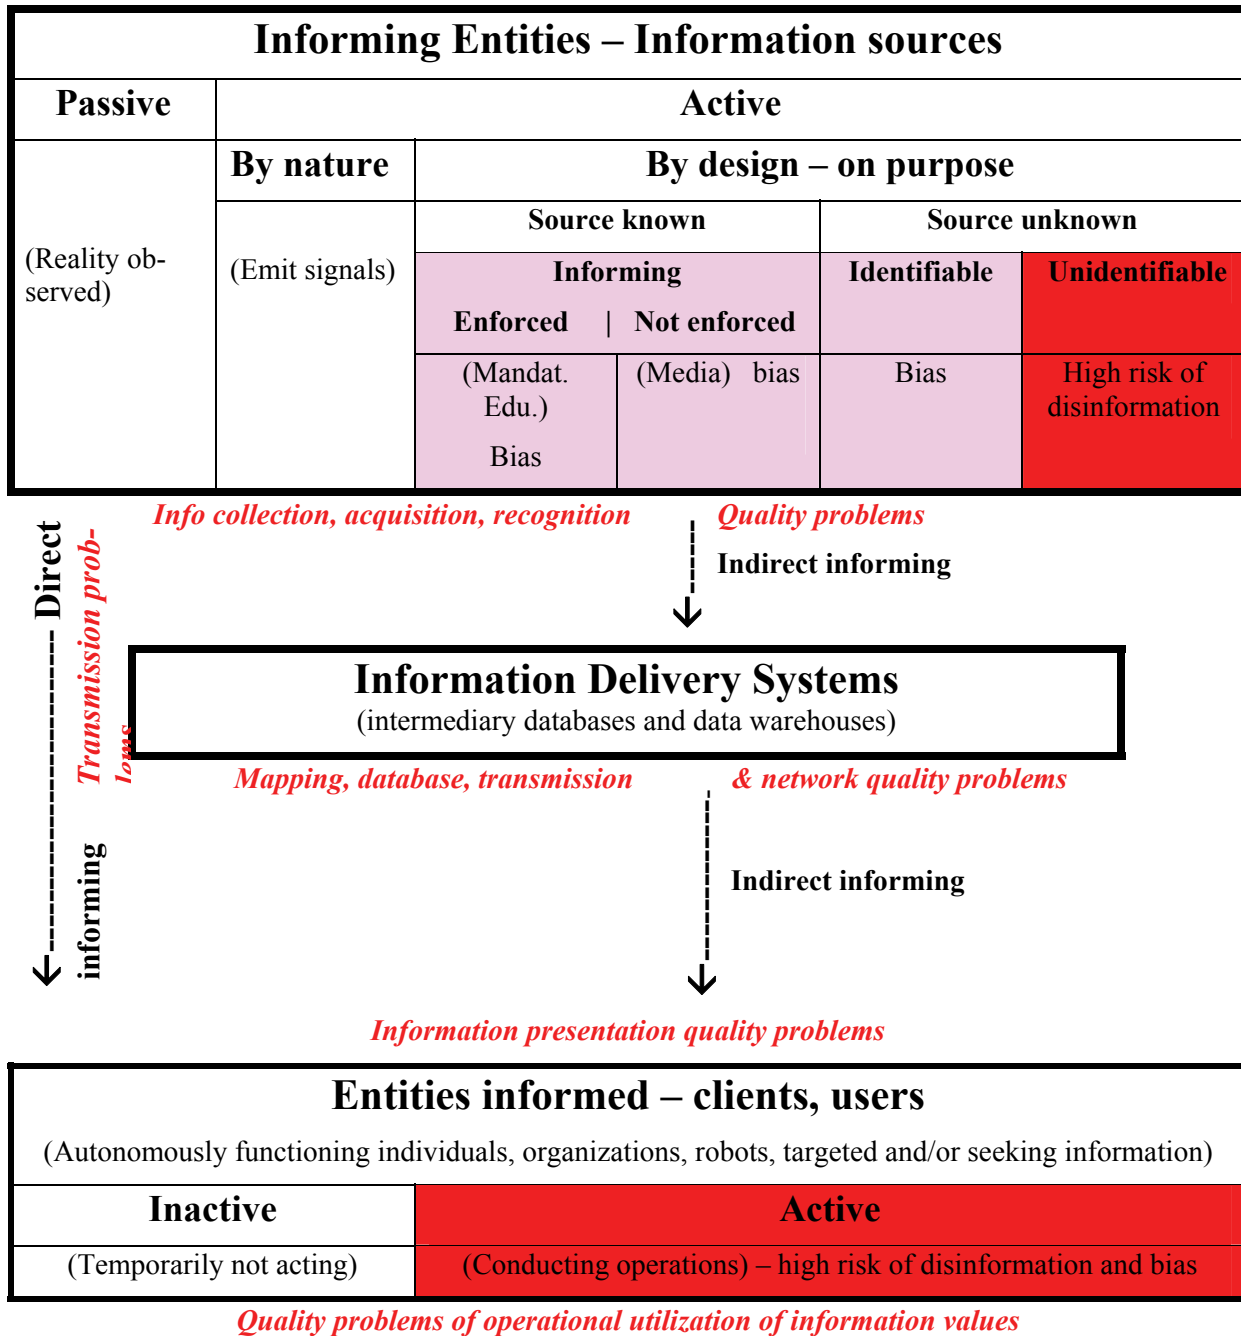 Informing Entities – Information sources
Passive
Active
By nature
By design – on purpose
(Reality ob-
served)
(Emit signals)
Source known
Source unknown
Informing
Enforced | Not enforced
Identifiable
Unidentifiable
(Mandat.
Edu.)
Bias
(Media) bias
Bias
High risk of
disinformation
Info collection, acquisition, recognition
Quality problems
Indirect informing
Direct
informing
Transmission prob-
lems
Information Delivery Systems
(intermediary databases and data warehouses)
Mapping, database, transmission
& network quality problems
Indirect informing
Information presentation quality problems
Entities informed – clients, users
(Autonomously functioning individuals, organizations, robots, targeted and/or seeking information)
Inactive
Active
(Temporarily not acting)
(Conducting operations) – high risk of disinformation and bias
Quality problems of operational utilization of information values